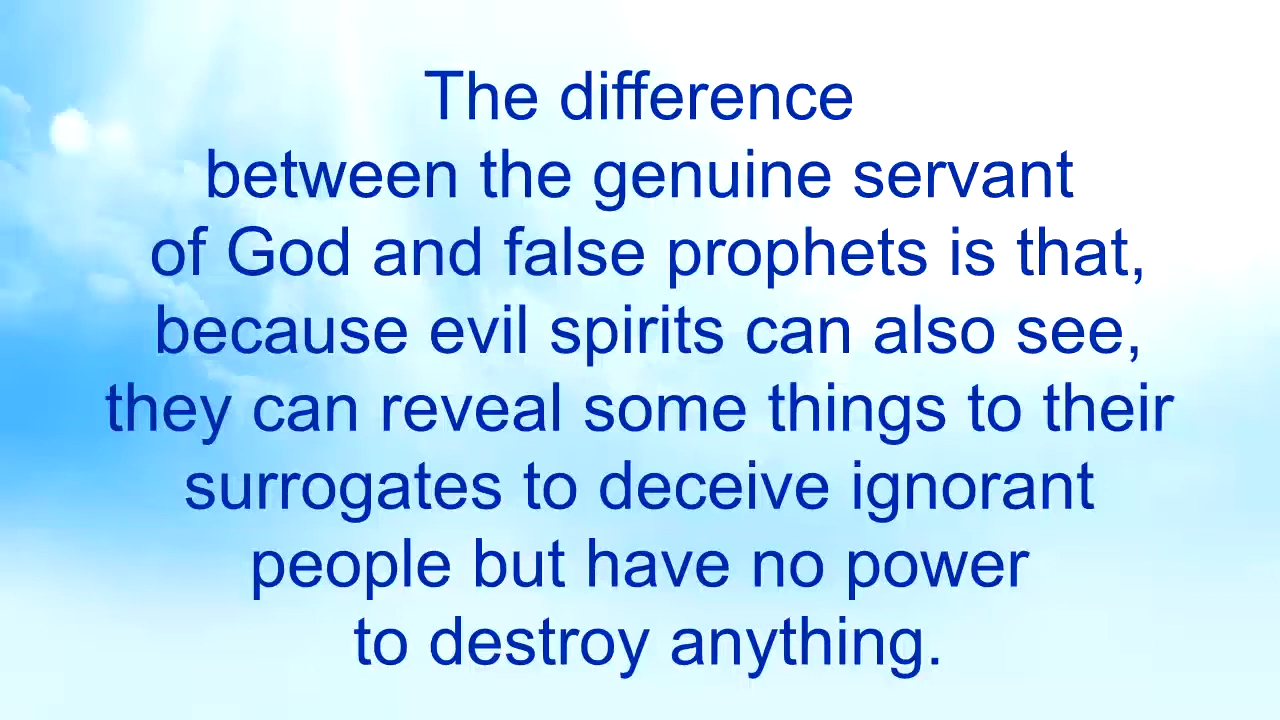 The difference
between the genuine servant
of God and false prophets is that,
because evil spirits can also see,
they can reveal some things to their
surrogates to deceive ignorant
people but have no power
to destroy anything.